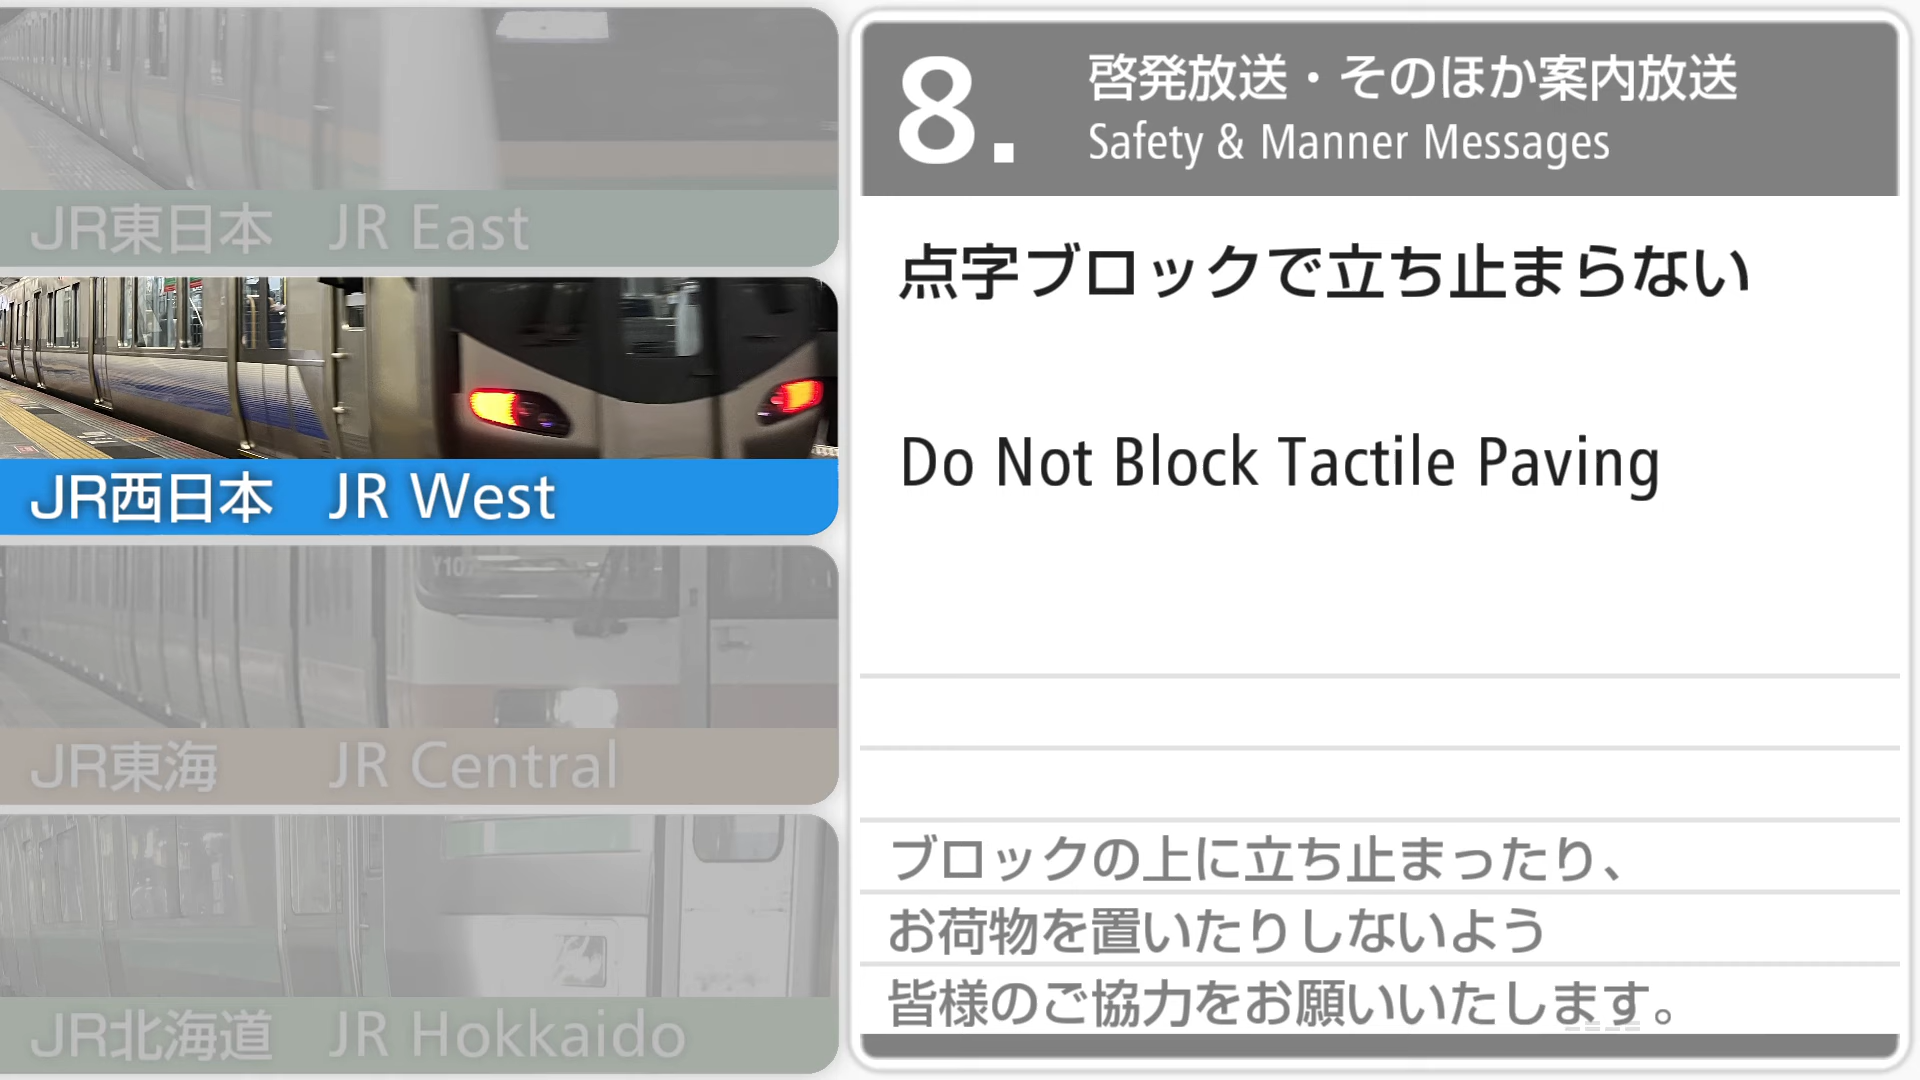 JR東日本 JR East
JR西日本 JR West
Y107
JR東海 JR Central
JR北海道 JR Hokkaido
8.
啓発放送・そのほか案内放送
Safety & Manner Messages
点字ブロックで立ち止まらない
Do Not Block Tactile Paving
ブロックの上に立ち止まったり、
お荷物を置いたりしないよう
皆様のご協力をお願いいたします。